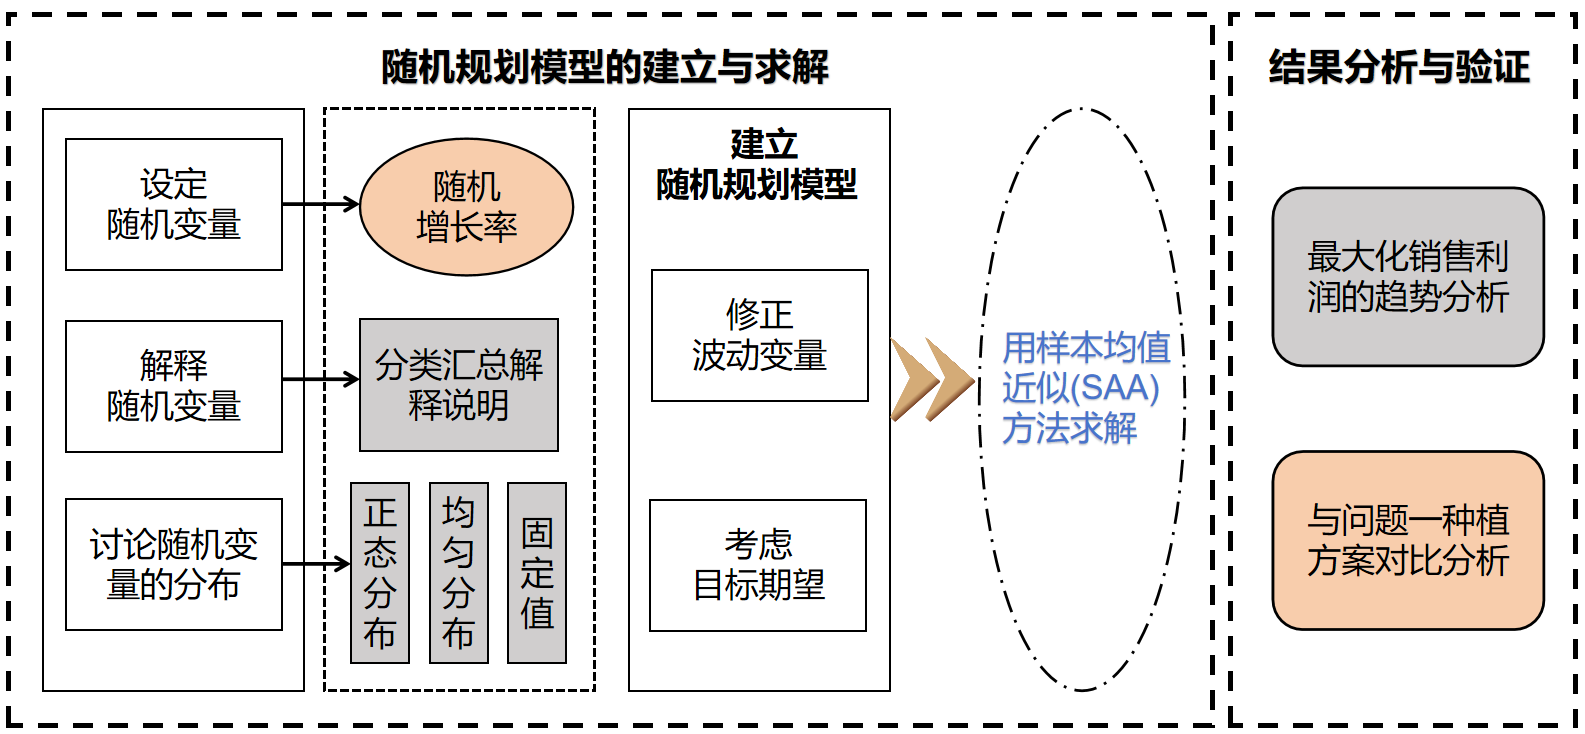 随机规划模型的建立与求解
设定
随机变量
随机
增长率
解释
随机变量
分类汇总解
释说明
讨论随机变
量的分布
正态分布
均匀分布
固定值
建立
随机规划模型
修正
波动变量
考虑
目标期望
用样本均值
近似(SAA)
方法求解
结果分析与验证
最大化销售利
润的趋势分析
与问题一种植
方案对比分析